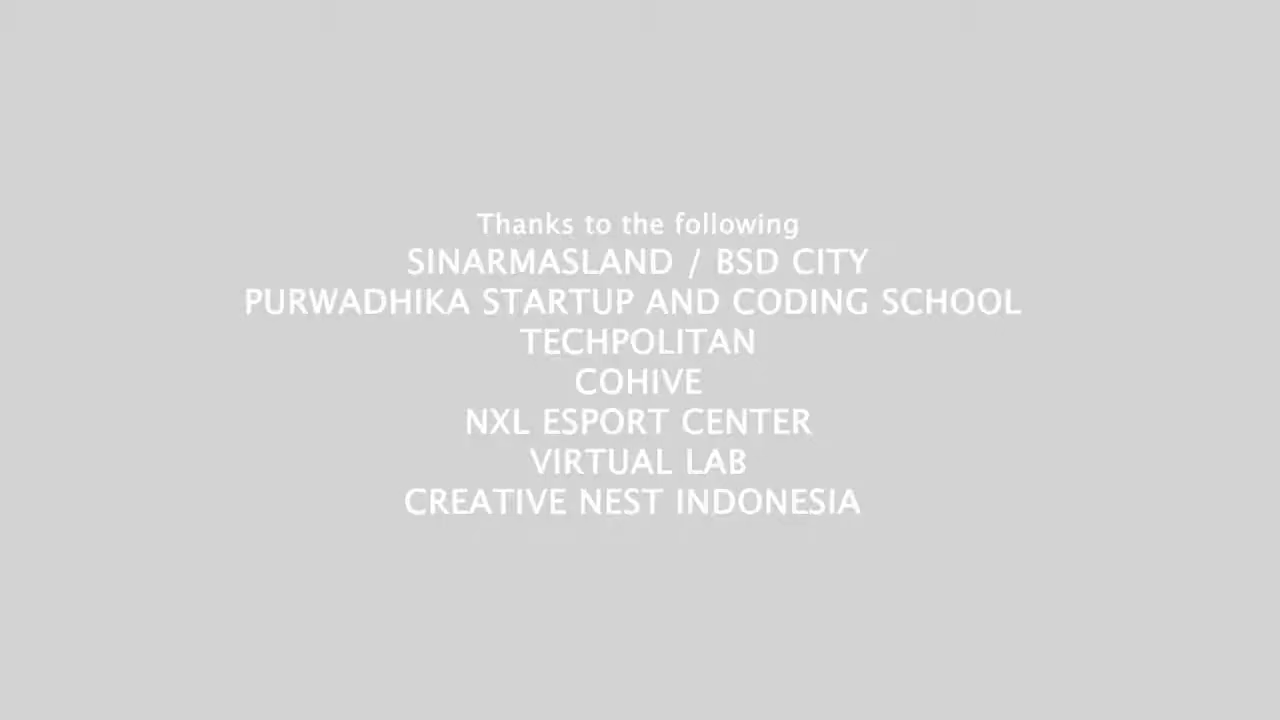 Thanks to the following
SINARMASLAND / BSD CITY
PURWADHIKA STARTUP AND CODING SCHOOL
TECHPOLITAN
COHIVE
NXL ESPORT CENTER
VIRTUAL LAB
CREATIVE NEST INDONESIA